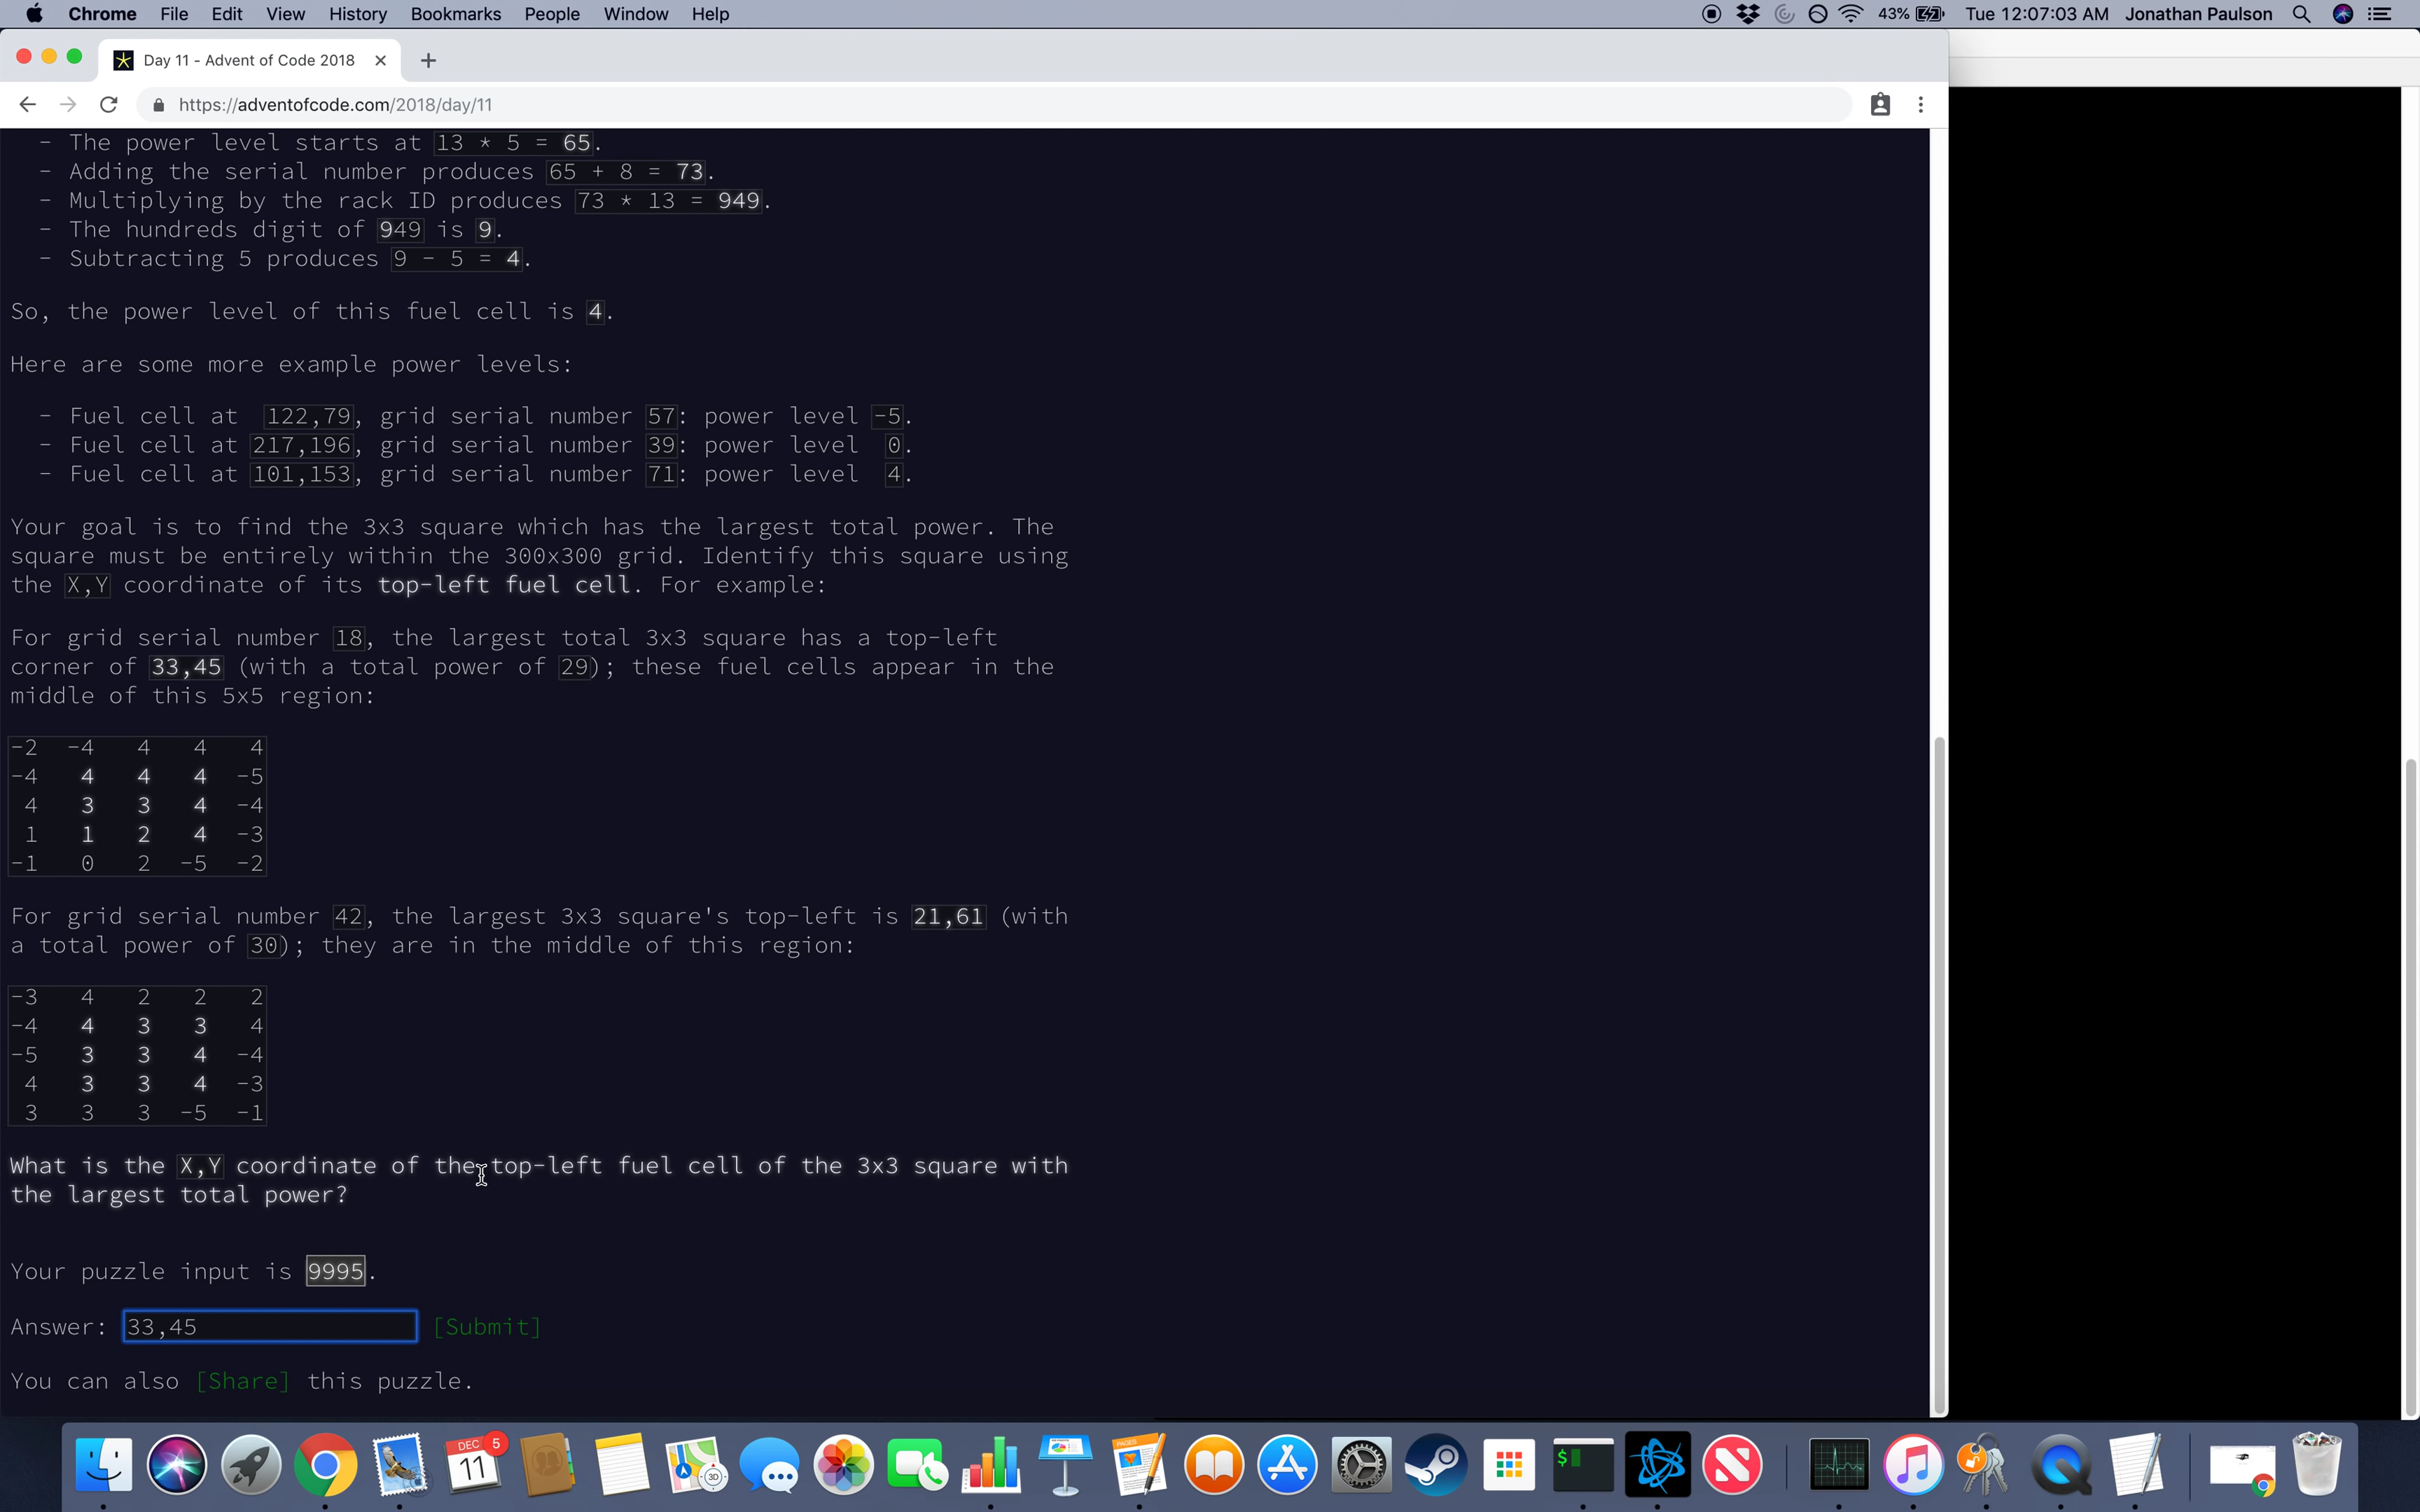 Chrome File Edit View History Bookmarks People Window Help 43% Tue 12:07:03 AM Jonathan Paulson
Day 11 - Advent of Code 2018
https://adventofcode.com/2018/day/11
- The power level starts at 13 * 5 = 65.
- Adding the serial number produces 65 + 8 = 73.
- Multiplying by the rack ID produces 73 * 13 = 949.
- The hundreds digit of 949 is 9.
- Subtracting 5 produces 9 - 5 = 4.
So, the power level of this fuel cell is 4.
Here are some more example power levels:
- Fuel cell at 122,79, grid serial number 57: power level -5.
- Fuel cell at 217,196, grid serial number 39: power level 0.
- Fuel cell at 101,153, grid serial number 71: power level 4.
Your goal is to find the 3x3 square which has the largest total power. The
square must be entirely within the 300x300 grid. Identify this square using
the X,Y coordinate of its top-left fuel cell. For example:
For grid serial number 18, the largest total 3x3 square has a top-left
corner of 33,45 (with a total power of 29); these fuel cells appear in the
middle of this 5x5 region:
-2 -4 4 4 4
-4 4 4 4 -5
4 3 3 4 -4
1 1 2 4 -3
-1 0 2 -5 -2
For grid serial number 42, the largest 3x3 square's top-left is 21,61 (with
a total power of 30); they are in the middle of this region:
-3 4 2 2 2
-4 4 3 3 4
-5 3 3 4 -4
4 3 3 4 -3
3 3 3 -5 -1
What is the X,Y coordinate of the top-left fuel cell of the 3x3 square with
the largest total power?
Your puzzle input is 9995.
Answer: 33,45 [Submit]
You can also [Share] this puzzle.
DEC 5
11
3D
PAGES
$